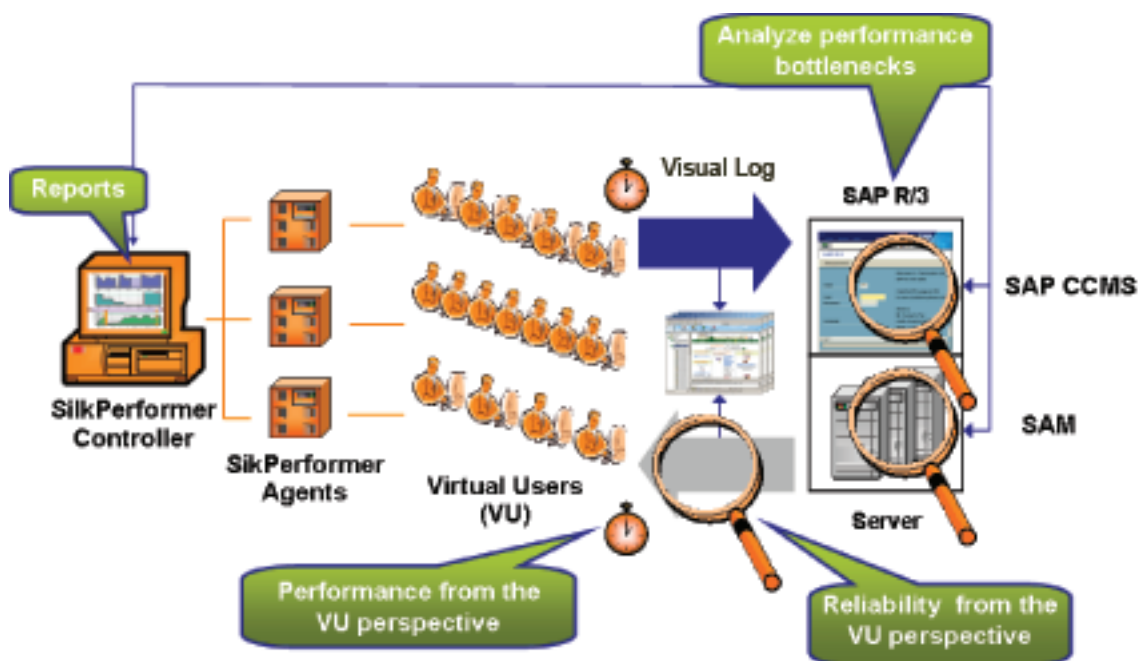 Analyze performance
bottlenecks
Reports
Visual Log
SAP R/3
SAP CCMS
SilkPerformer
Controller
SikPerformer
Agents
Virtual Users
(VU)
SAM
Server
Performance from the
VU perspective
Reliability from the
VU perspective